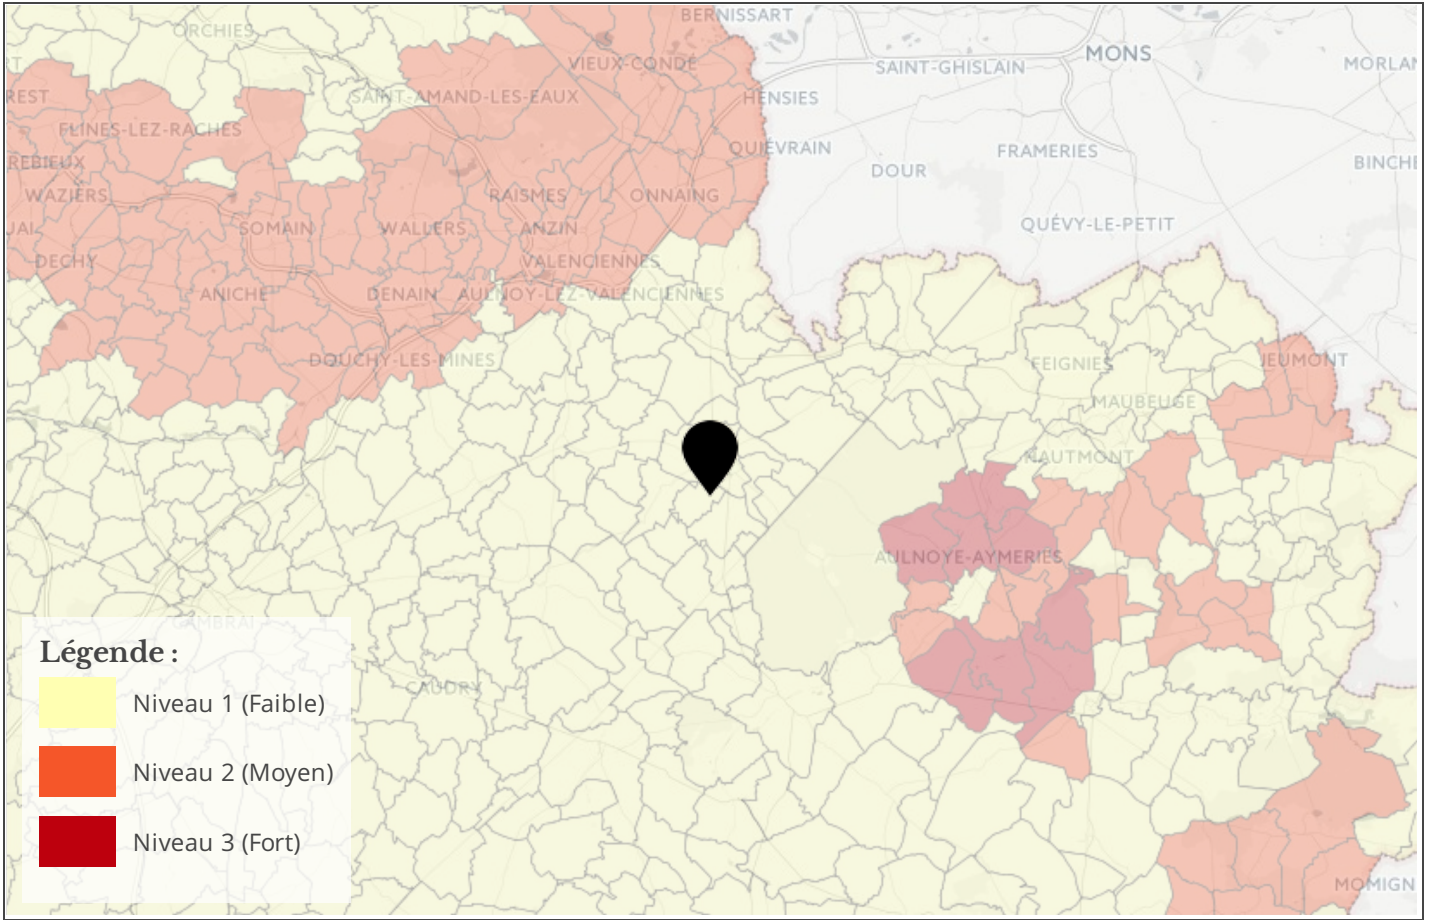 BERNISSART
ORCHIES
MONS
VIEUX-CONDÉ
SAINT-GHISLAIN
MORLAN
RT
REST
SAINT-AMAND-LES-EAUX
HENSIES
FLINES-LEZ-RACHES
QUIÉVRAIN
FRAMERIES
REBIEUX
DOUR
BINCHE
WAZIERS
RAISMES
ONNAING
UAI
SOMAIN
WALLERS
ANZIN
QUÉVY-LE-PETIT
DECHY
VALENCIENNES
ANICHE
DENAIN
AULNOY-LEZ-VALENCIENNES
DOUCHY-LES-MINES
FEIGNIES
JEUMONT
MAUBEUGE
HAUTMONT
AULNOYE-AYMERIES
CAMBRAI
Légende :
CAUDRY
Niveau 1 (Faible)
Niveau 2 (Moyen)
Niveau 3 (Fort)
MOMIGN